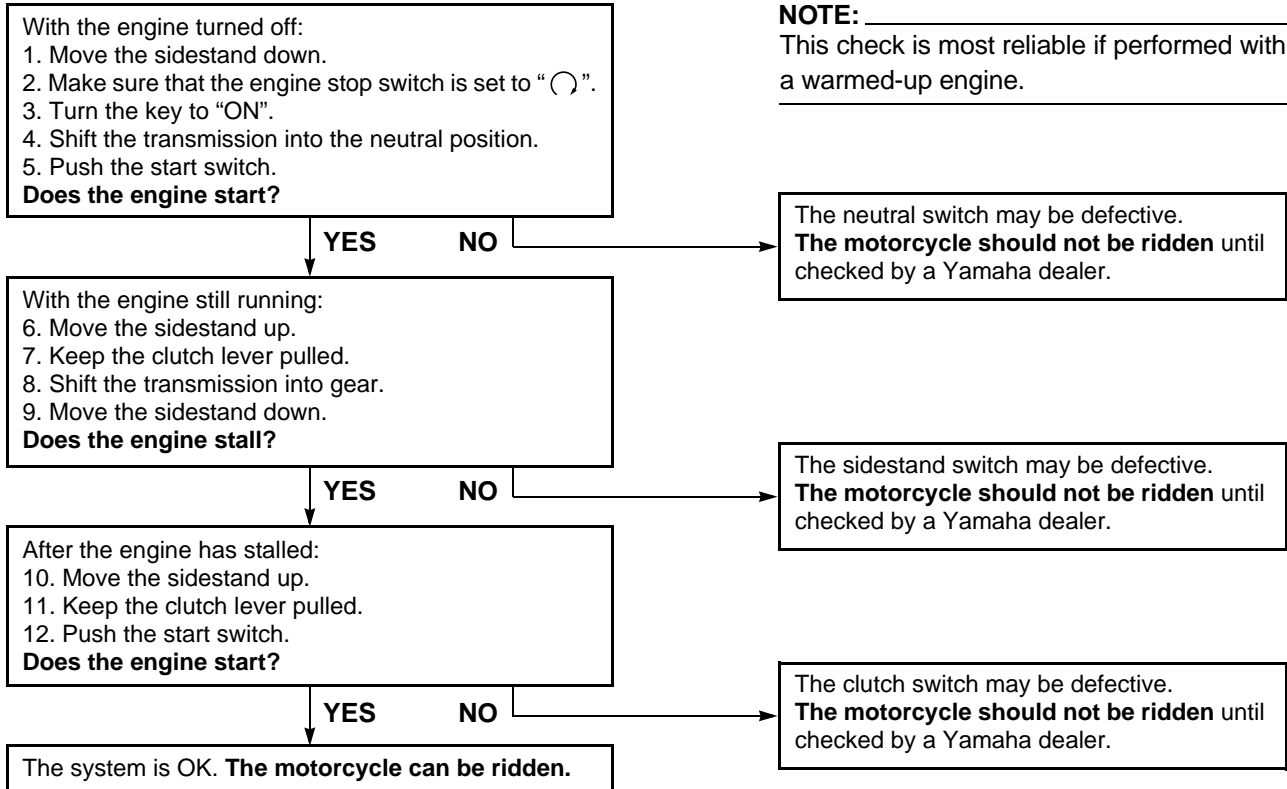 With the engine turned off:
1. Move the sidestand down.
2. Make sure that the engine stop switch is set to “ ”.
3. Turn the key to “ON”.
4. Shift the transmission into the neutral position.
5. Push the start switch.
Does the engine start?
NOTE:
This check is most reliable if performed with
a warmed-up engine.
YES NO
The neutral switch may be defective.
The motorcycle should not be ridden until
checked by a Yamaha dealer.
With the engine still running:
6. Move the sidestand up.
7. Keep the clutch lever pulled.
8. Shift the transmission into gear.
9. Move the sidestand down.
Does the engine stall?
YES NO
The sidestand switch may be defective.
The motorcycle should not be ridden until
checked by a Yamaha dealer.
After the engine has stalled:
10. Move the sidestand up.
11. Keep the clutch lever pulled.
12. Push the start switch.
Does the engine start?
YES NO
The clutch switch may be defective.
The motorcycle should not be ridden until
checked by a Yamaha dealer.
The system is OK. The motorcycle can be ridden.